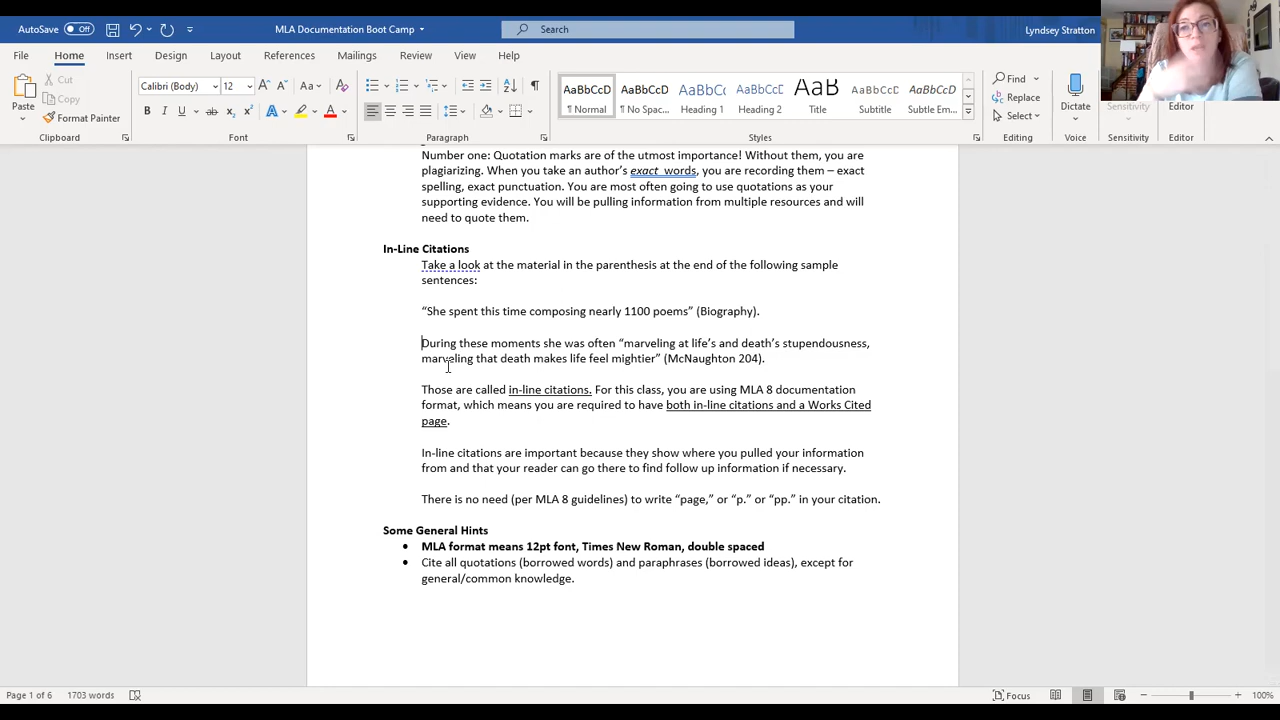 AutoSave Off MLA Documentation Boot Camp Search Lyndsey Stratton
File Home Insert Design Layout References Mailings Review View Help
Paste Cut Copy Format Painter
Calibri (Body) 12
AaBbCcDc AaBbCcDc AaBbCc AaBbCcC AaB AaBbCcD AaBbCcDc
¶ Normal ¶ No Spac... Heading 1 Heading 2 Title Subtitle Subtle Em...
Find Replace Select Dictate Sensitivity Editor
Clipboard Font Paragraph Styles Editing Voice Sensitivity Editor
Number one: Quotation marks are of the utmost importance! Without them, you are
plagiarizing. When you take an author’s exact words, you are recording them – exact
spelling, exact punctuation. You are most often going to use quotations as your
supporting evidence. You will be pulling information from multiple resources and will
need to quote them.
In-Line Citations
Take a look at the material in the parenthesis at the end of the following sample
sentences:
“She spent this time composing nearly 1100 poems” (Biography).
During these moments she was often “marveling at life’s and death’s stupendousness,
marveling that death makes life feel mightier” (McNaughton 204).
Those are called in-line citations. For this class, you are using MLA 8 documentation
format, which means you are required to have both in-line citations and a Works Cited
page.
In-line citations are important because they show where you pulled your information
from and that your reader can go there to find follow up information if necessary.
There is no need (per MLA 8 guidelines) to write “page,” or “p.” or “pp.” in your citation.
Some General Hints
• MLA format means 12pt font, Times New Roman, double spaced
• Cite all quotations (borrowed words) and paraphrases (borrowed ideas), except for
general/common knowledge.
Page 1 of 6 1703 words Focus 100%